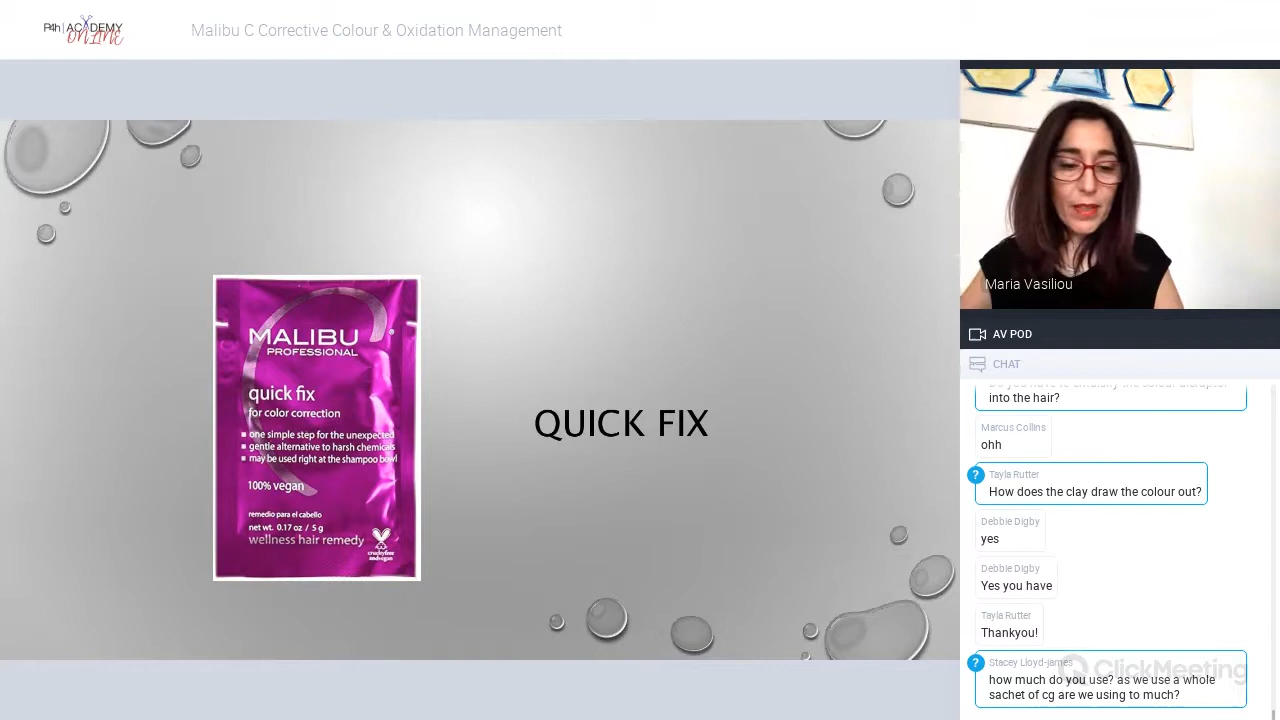 P4h | ACADEMY
ONLINE
Malibu C Corrective Colour & Oxidation Management
MALIBU
PROFESSIONAL
quick fix
for color correction
one simple step for the unexpected
gentle alternative to harsh chemicals
may be used right at the shampoo bowl
100% vegan
remedio para el cabello
net wt. 0.17 oz / 5 g
wellness hair remedy
crueltyfree
and vegan
QUICK FIX
Maria Vasiliou
AV POD
CHAT
into the hair?
Marcus Collins
ohh
?
Tayla Rutter
How does the clay draw the colour out?
Debbie Digby
yes
Debbie Digby
Yes you have
Tayla Rutter
Thankyou!
?
Stacey Lloyd-james
how much do you use? as we use a whole
sachet of cg are we using to much?
ClickMeeting